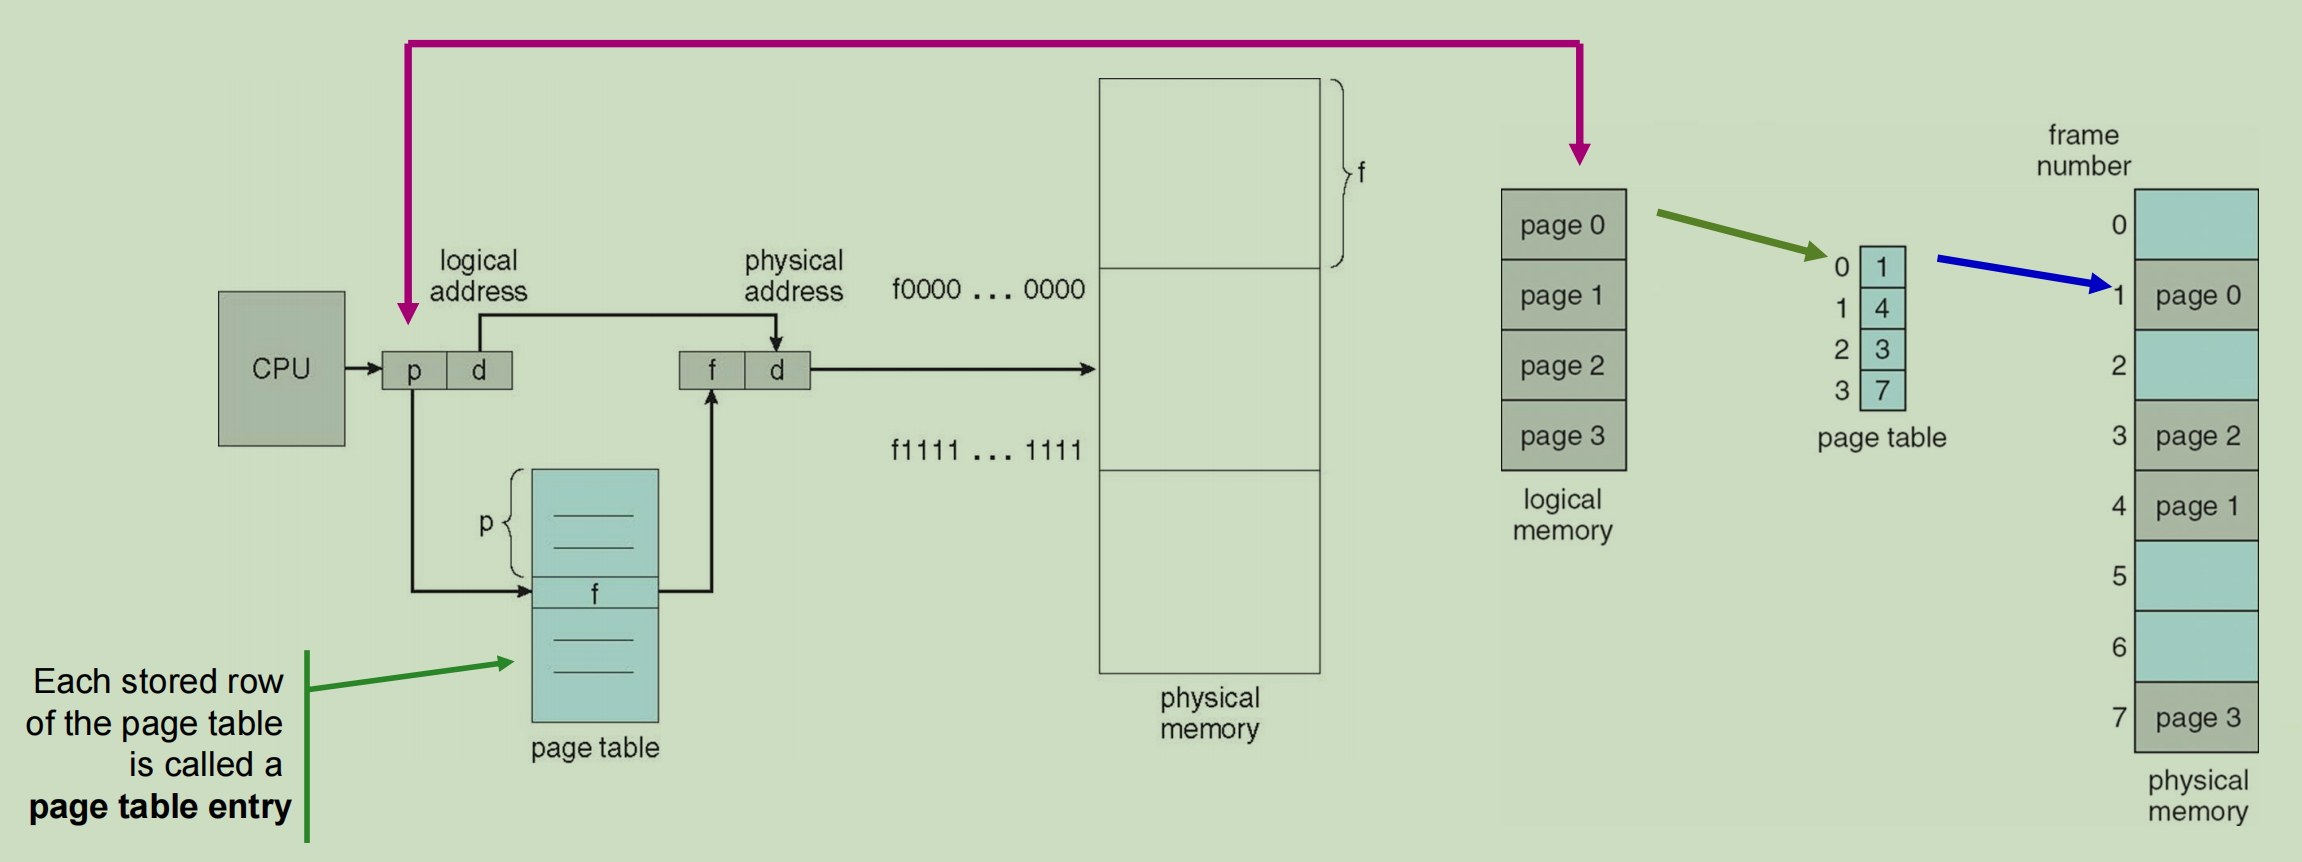 logical
address
physical
address
CPU
p
d
f
d
f0000 ... 0000
f1111 ... 1111
f
p
f
page table
physical
memory
Each stored row
of the page table
is called a
page table entry
page 0
page 1
page 2
page 3
logical
memory
0 1
1 4
2 3
3 7
page table
frame
number
0
1 page 0
2
3 page 2
4 page 1
5
6
7 page 3
physical
memory